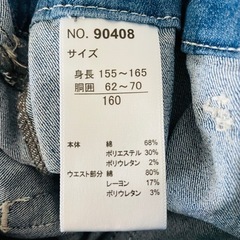 NO. 90408
サイズ
身長 155～165
胴囲 62～70
160
本体 綿 68%
ポリエステル 30%
ポリウレタン 2%
ウエスト部分 綿 80%
レーヨン 17%
ポリウレタン 3%